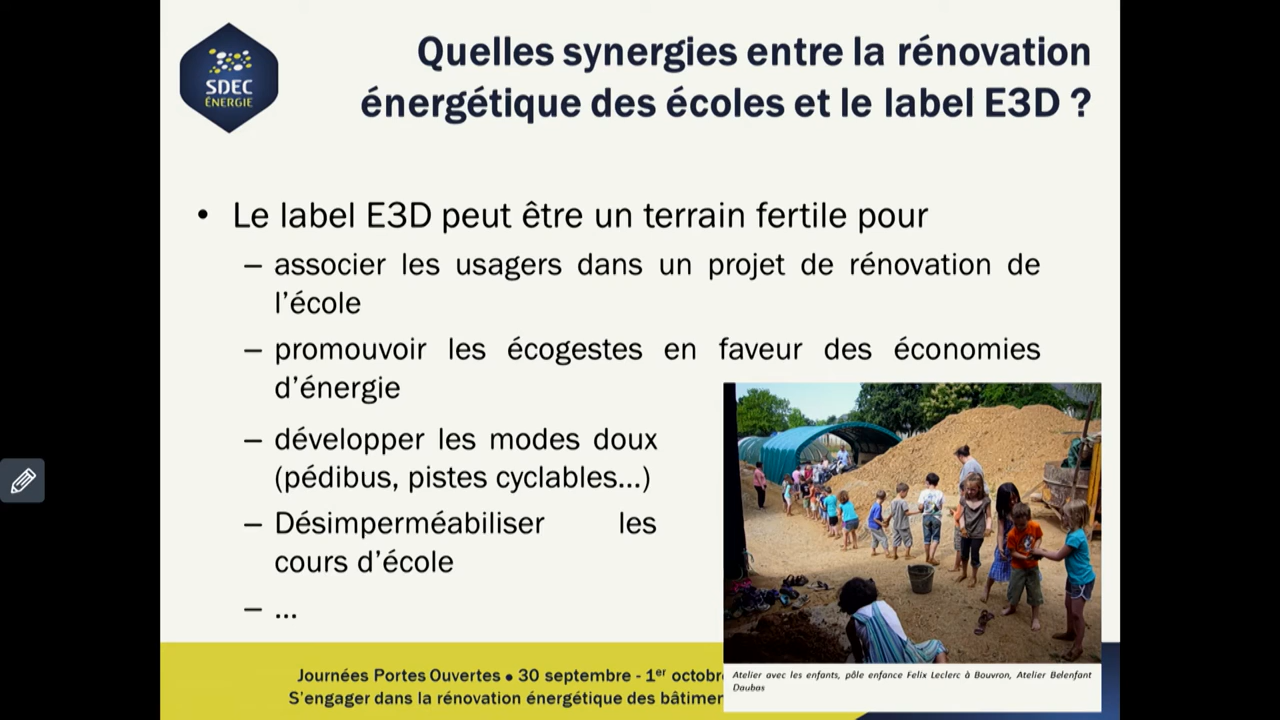 SDEC
ÉNERGIE
Quelles synergies entre la rénovation
énergétique des écoles et le label E3D ?
• Le label E3D peut être un terrain fertile pour
– associer les usagers dans un projet de rénovation de
l'école
– promouvoir les écogestes en faveur des économies
d'énergie
– développer les modes doux
(pédibus, pistes cyclables...)
– Désimperméabiliser les
cours d'école
– ...
Journées Portes Ouvertes • 30 septembre - 1er octobre
S'engager dans la rénovation énergétique des bâtimen
Atelier avec les enfants, pôle enfance Felix Leclerc à Bouvron, Atelier Belenfant
Daubas